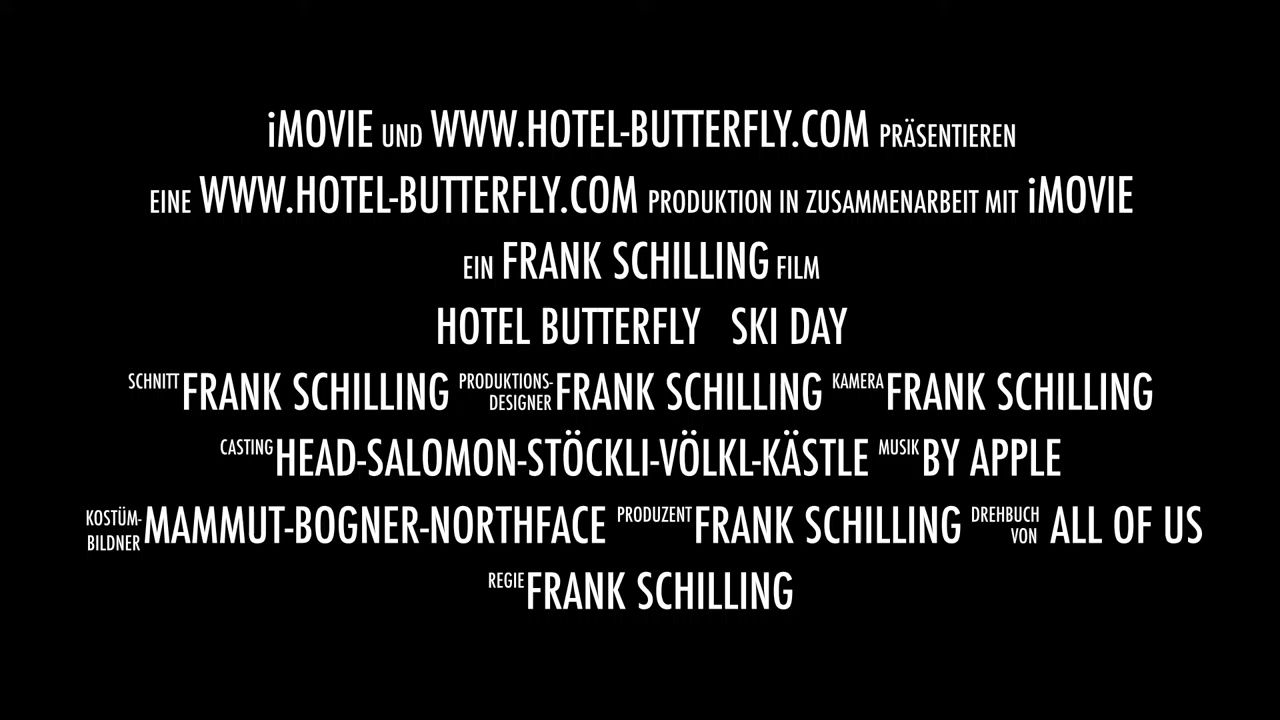 iMOVIE UND WWW.HOTEL-BUTTERFLY.COM PRÄSENTIEREN
EINE WWW.HOTEL-BUTTERFLY.COM PRODUKTION IN ZUSAMMENARBEIT MIT iMOVIE
EIN FRANK SCHILLING FILM
HOTEL BUTTERFLY SKI DAY
SCHNITT FRANK SCHILLING PRODUKTIONS-DESIGNER FRANK SCHILLING KAMERA FRANK SCHILLING
CASTING HEAD-SALOMON-STÖCKLI-VÖLKL-KÄSTLE MUSIK BY APPLE
KOSTÜM-BILDNER MAMMUT-BOGNER-NORTHFACE PRODUZENT FRANK SCHILLING DREHBUCH VON ALL OF US
REGIE FRANK SCHILLING